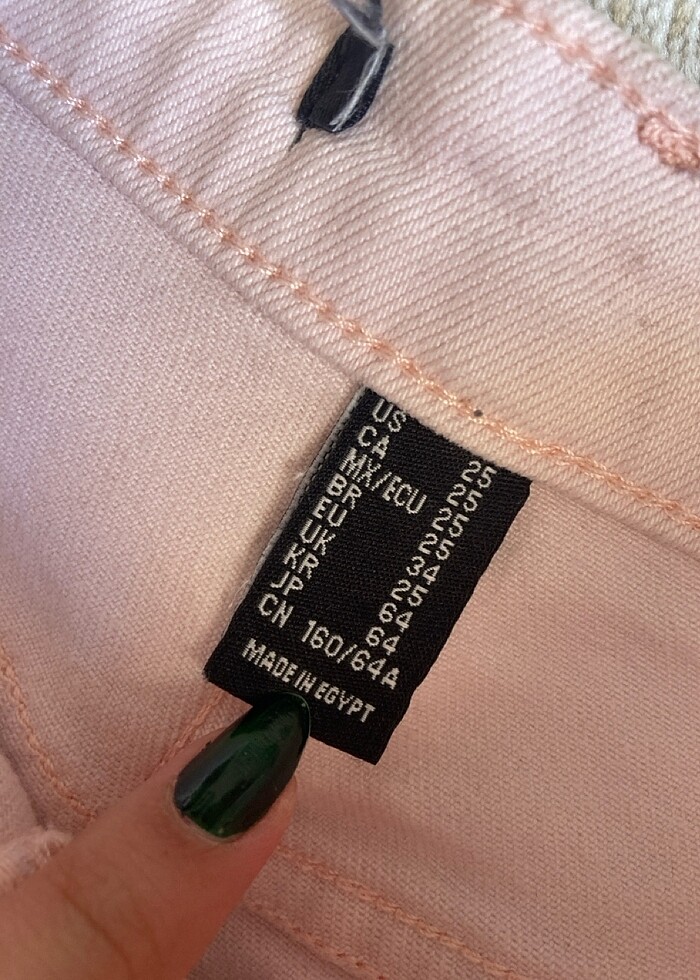 US 25
CA 25
MX/ECU 25
BR 25
EU 34
UK 25
KR 64
JP 64
CN 160/64A
MADE IN EGYPT